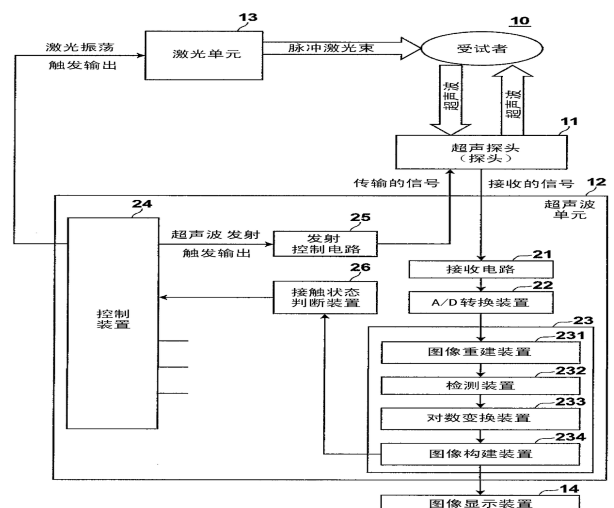 13
10
激光振荡
触发输出
激光单元
脉冲激光束
受试者
超声波
超声波
11
超声探头
(探头)
传输的信号
接收的信号
12
超声波
单元
24
控制
装置
超声波 发射
触发输出
25
发射
控制电路
21
接收电路
26
接触状态
判断装置
22
A/D 转换装置
23
231
图像重建装置
232
检测装置
233
对数变换装置
234
图像构建装置
14
图像显示装置